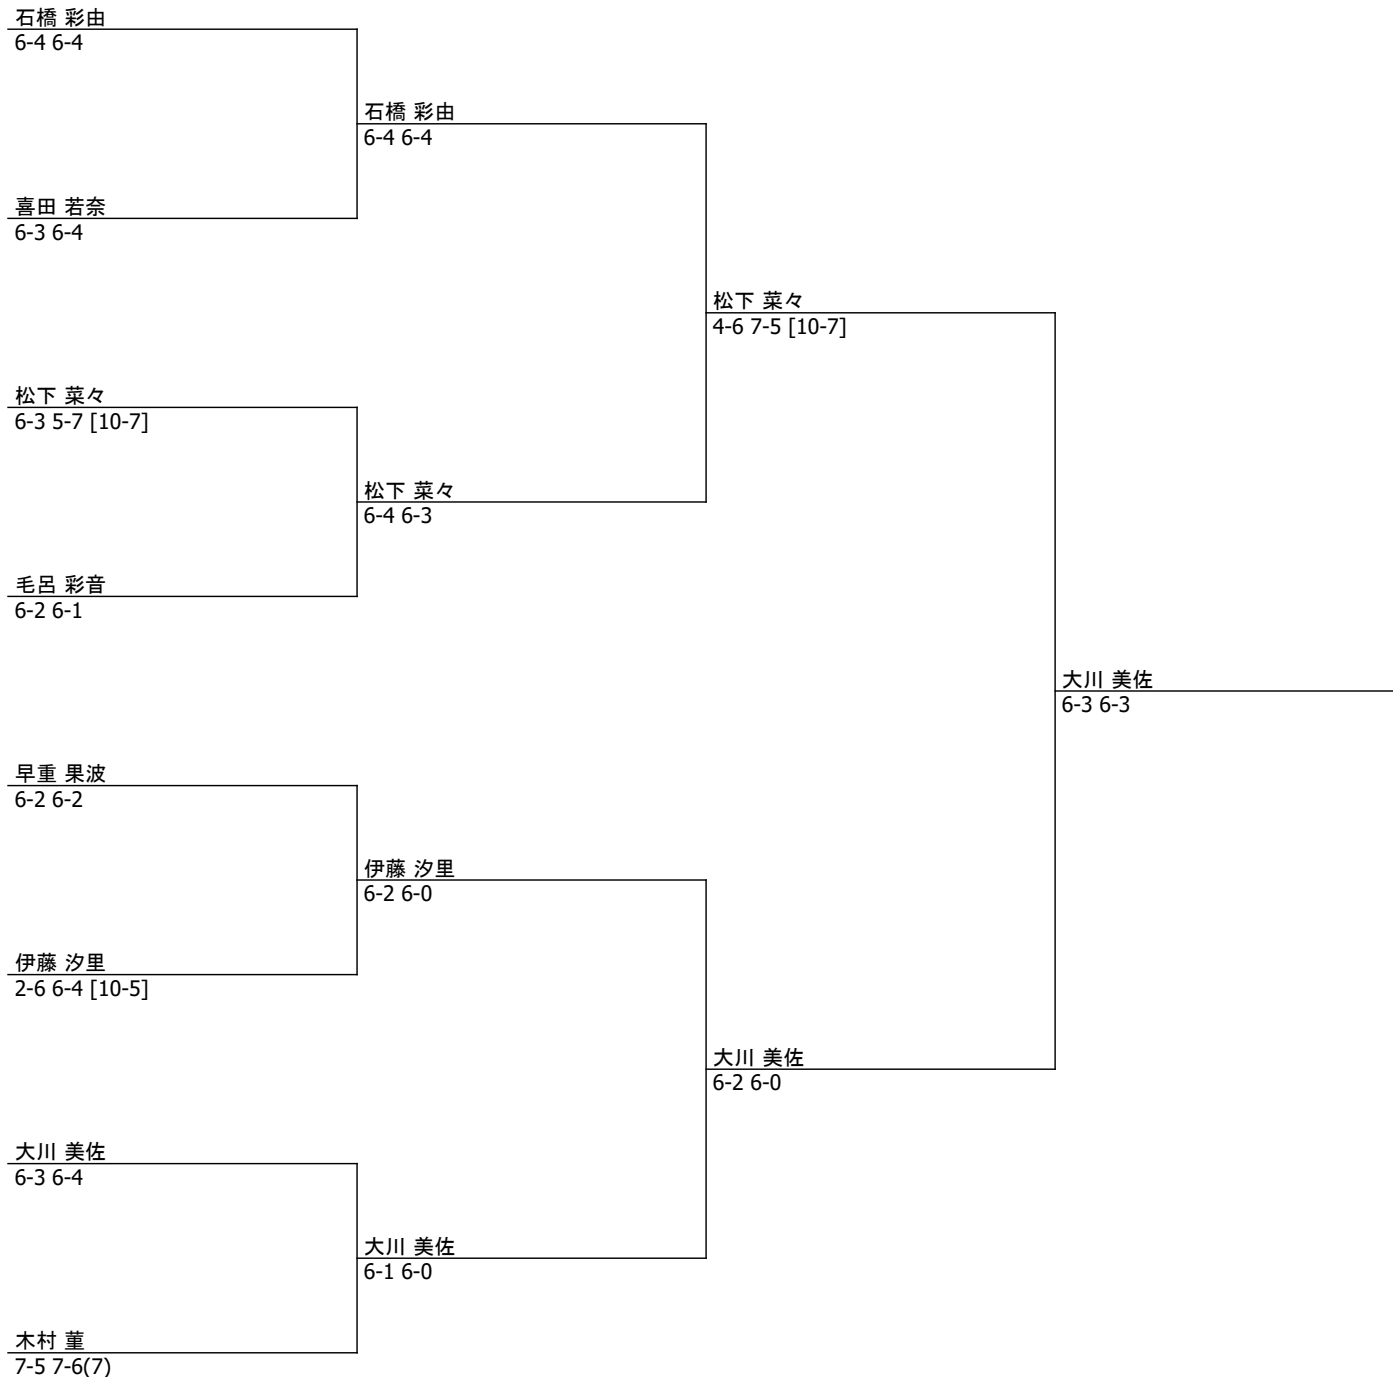 石橋 彩由
6-4 6-4
石橋 彩由
6-4 6-4
喜田 若奈
6-3 6-4
松下 菜々
4-6 7-5 [10-7]
松下 菜々
6-3 5-7 [10-7]
松下 菜々
6-4 6-3
毛呂 彩音
6-2 6-1
大川 美佐
6-3 6-3
早重 果波
6-2 6-2
伊藤 汐里
6-2 6-0
伊藤 汐里
2-6 6-4 [10-5]
大川 美佐
6-2 6-0
大川 美佐
6-3 6-4
大川 美佐
6-1 6-0
木村 菫
7-5 7-6(7)